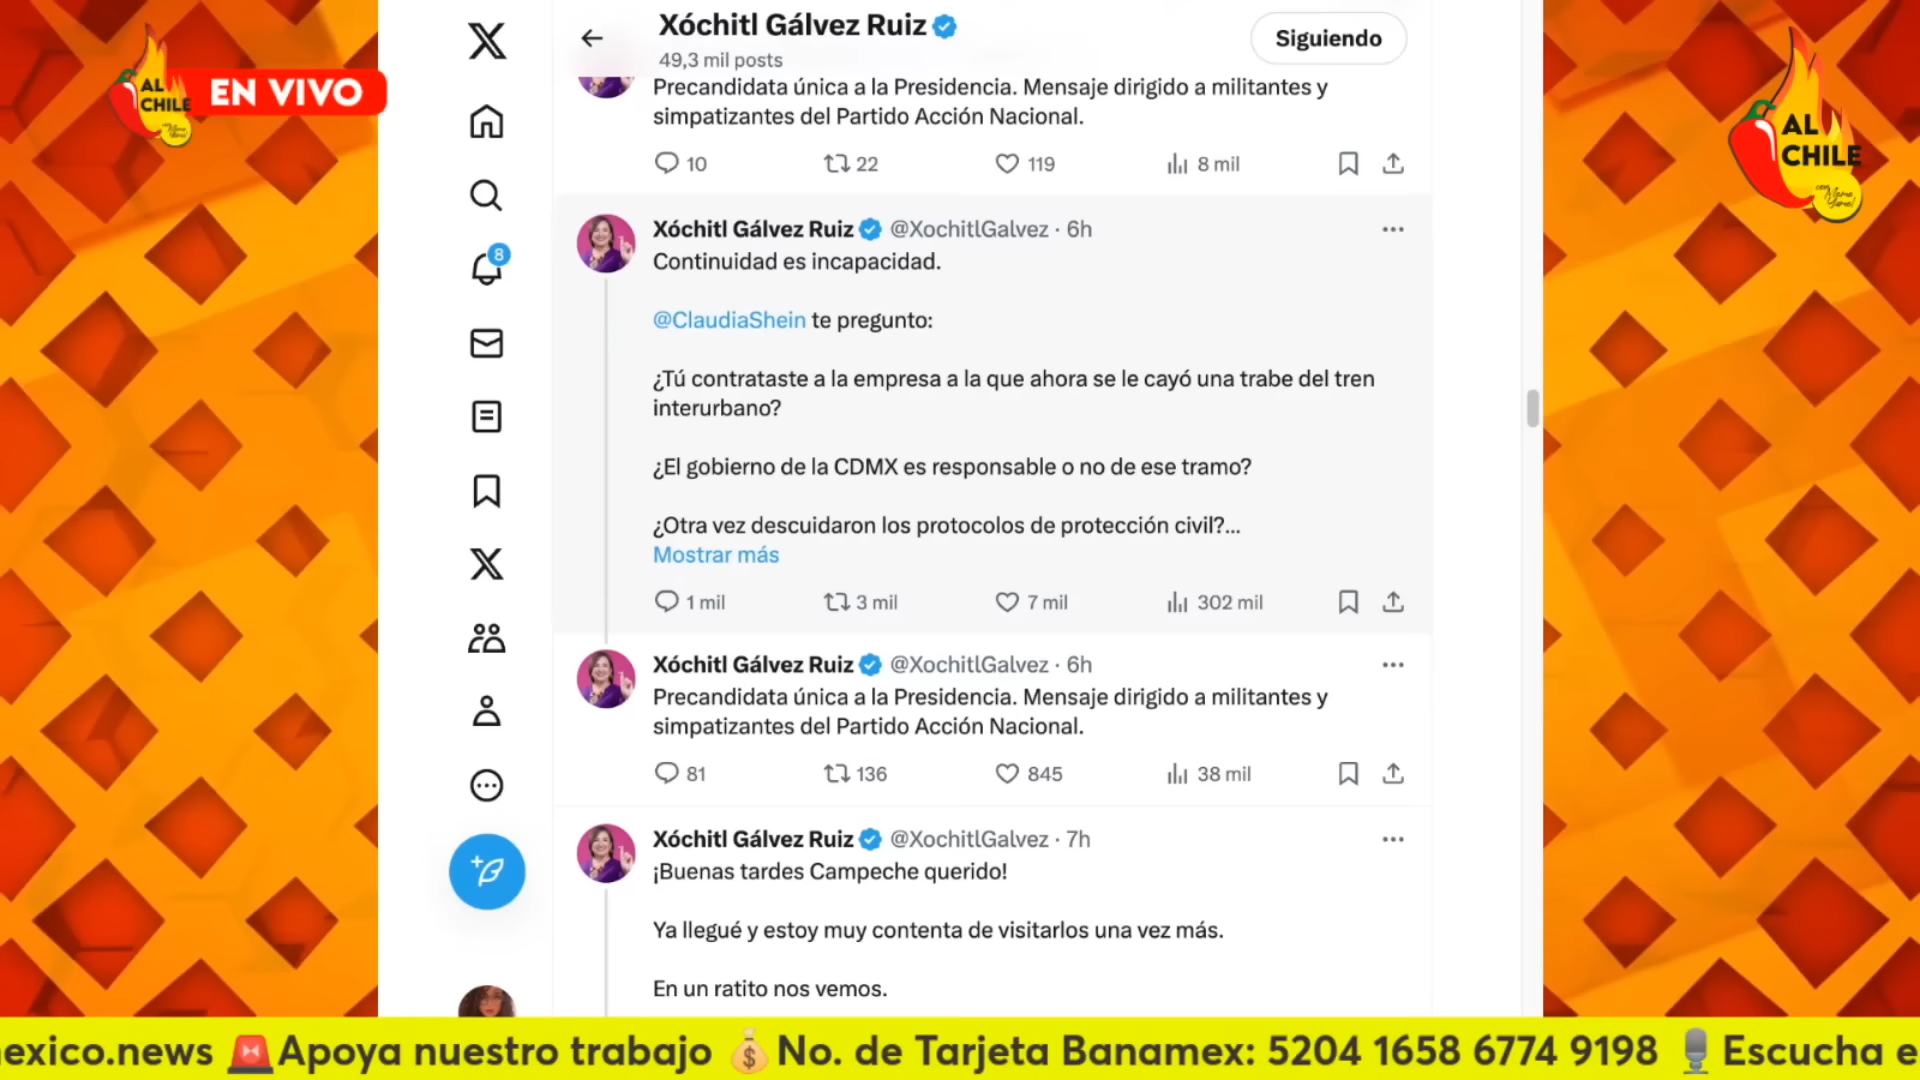 Xóchitl Gálvez Ruiz
49,3 mil posts
Siguiendo
AL CHILE
EN VIVO
AL
CHILE
Precandidata única a la Presidencia. Mensaje dirigido a militantes y
simpatizantes del Partido Acción Nacional.
10 22 119 8 mil
8
Xóchitl Gálvez Ruiz @XochitlGalvez · 6h
Continuidad es incapacidad.
@ClaudiaShein te pregunto:
¿Tú contrataste a la empresa a la que ahora se le cayó una trabe del tren
interurbano?
¿El gobierno de la CDMX es responsable o no de ese tramo?
¿Otra vez descuidaron los protocolos de protección civil?...
Mostrar más
1 mil 3 mil 7 mil 302 mil
Xóchitl Gálvez Ruiz @XochitlGalvez · 6h
Precandidata única a la Presidencia. Mensaje dirigido a militantes y
simpatizantes del Partido Acción Nacional.
81 136 845 38 mil
Xóchitl Gálvez Ruiz @XochitlGalvez · 7h
¡Buenas tardes Campeche querido!
Ya llegué y estoy muy contenta de visitarlos una vez más.
En un ratito nos vemos.
exico.news Apoya nuestro trabajo No. de Tarjeta Banamex: 5204 1658 6774 9198 Escucha e